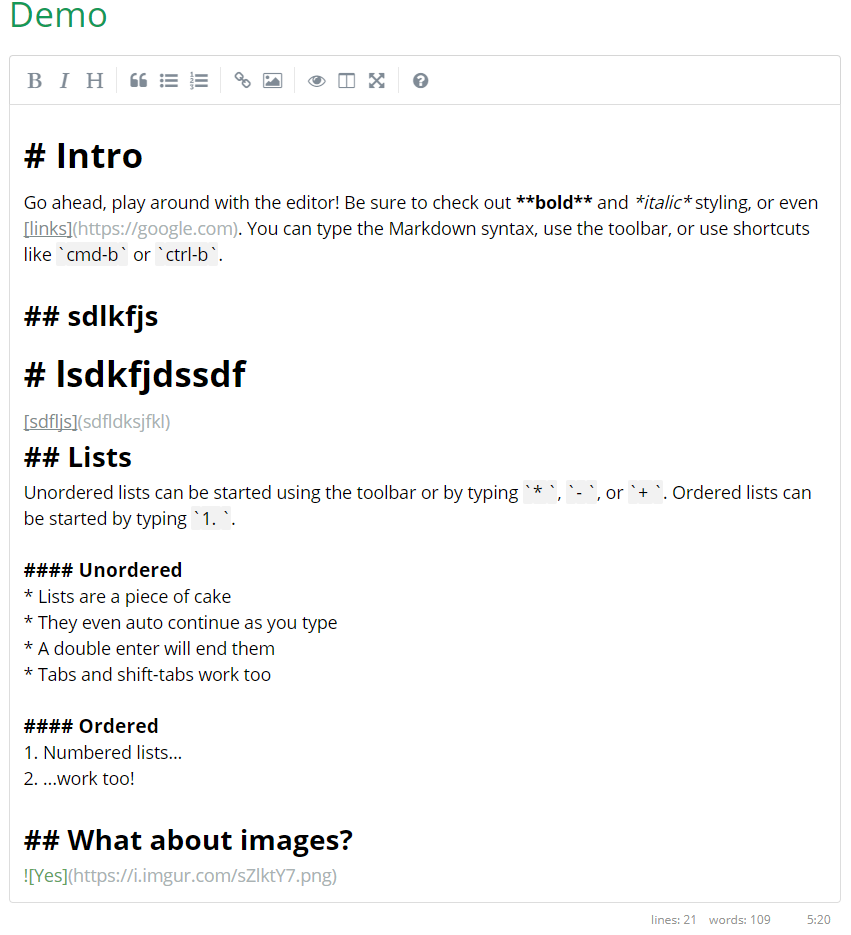 Demo
B I H
# Intro
Go ahead, play around with the editor! Be sure to check out **bold** and *italic* styling, or even
[links](https://google.com). You can type the Markdown syntax, use the toolbar, or use shortcuts
like `cmd-b` or `ctrl-b`.
## sdlkfjs
# lsdkfjdssdf
[sdfljs](sdfldksjfkl)
## Lists
Unordered lists can be started using the toolbar or by typing `* `, `- `, or `+ `. Ordered lists can
be started by typing `1. `.
#### Unordered
* Lists are a piece of cake
* They even auto continue as you type
* A double enter will end them
* Tabs and shift-tabs work too
#### Ordered
1. Numbered lists...
2. ...work too!
## What about images?
![Yes](https://i.imgur.com/sZlktY7.png)
lines: 21 words: 109 5:20